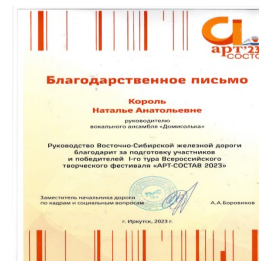 арт'23
СОСТАВ
Благодарственное письмо
Король
Наталье Анатольевне
руководителю
вокального ансамбля «Домисолька»
Руководство Восточно-Сибирской железной дороги
благодарит за подготовку участников
и победителей I-го тура Всероссийского
творческого фестиваля «АРТ-СОСТАВ 2023»
Заместитель начальника дороги
по кадрам и социальным вопросам
А.А.Боровиков
г. Иркутск, 2023 г.